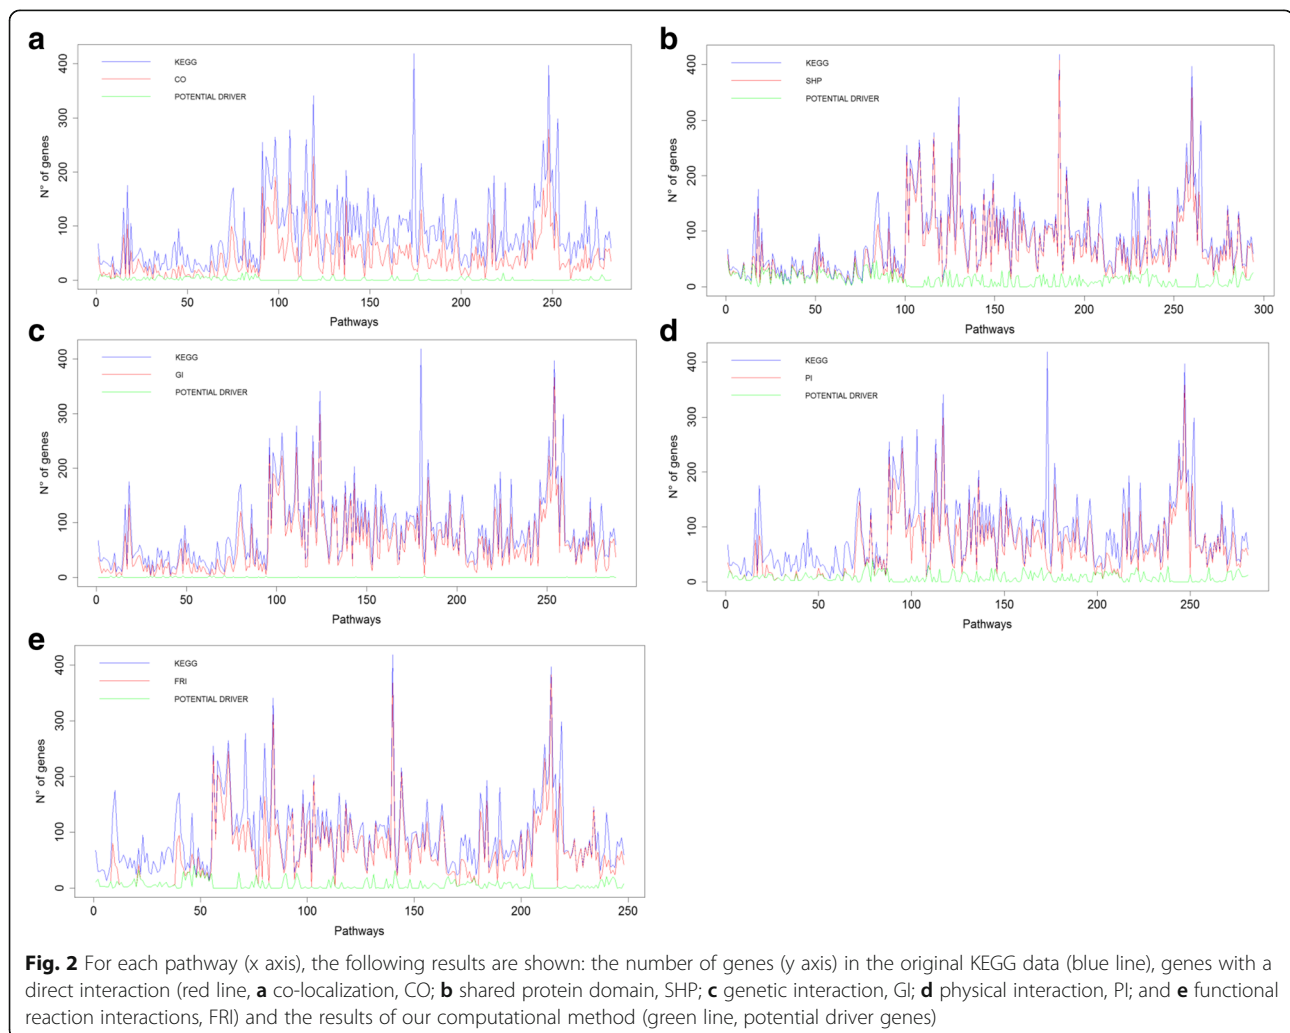 a
N° of genes
0 100 200 300 400
KEGG
CO
POTENTIAL DRIVER
0 50 100 150 200 250
Pathways
b
N° of genes
0 100 200 300 400
KEGG
SHP
POTENTIAL DRIVER
0 50 100 150 200 250 300
Pathways
c
N° of genes
0 100 200 300 400
KEGG
GI
POTENTIAL DRIVER
0 50 100 150 200 250
Pathways
d
N° of genes
0 100 200 300 400
KEGG
PI
POTENTIAL DRIVER
0 50 100 150 200 250
Pathways
e
N° of genes
0 100 200 300 400
KEGG
FRI
POTENTIAL DRIVER
0 50 100 150 200 250
Pathways
Fig. 2 For each pathway (x axis), the following results are shown: the number of genes (y axis) in the original KEGG data (blue line), genes with a
direct interaction (red line, a co-localization, CO; b shared protein domain, SHP; c genetic interaction, GI; d physical interaction, PI; and e functional
reaction interactions, FRI) and the results of our computational method (green line, potential driver genes)